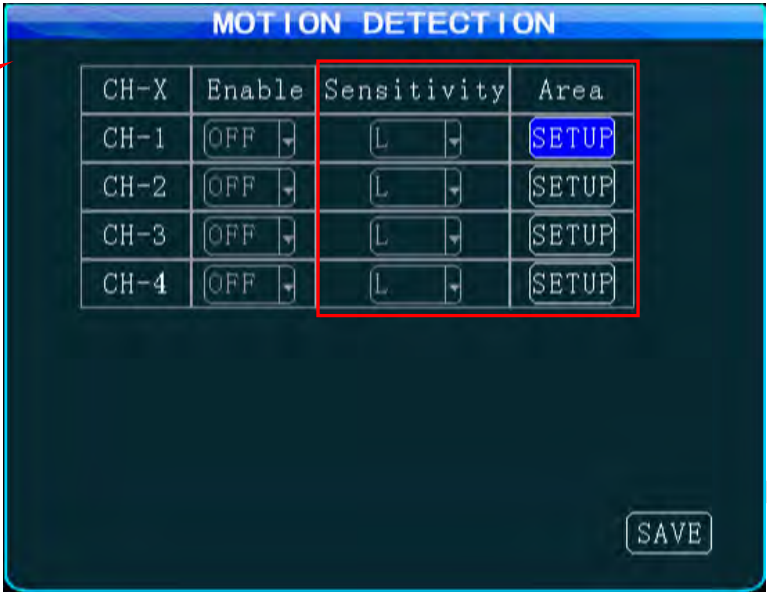 MOTION DETECTION
CH-X Enable Sensitivity Area
CH-1 OFF L SETUP
CH-2 OFF L SETUP
CH-3 OFF L SETUP
CH-4 OFF L SETUP
SAVE